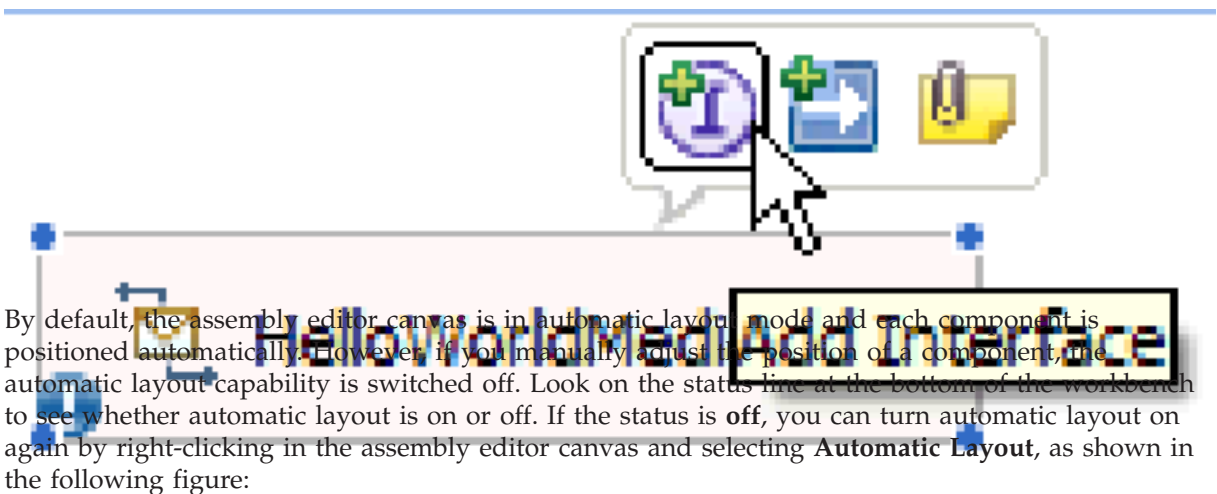 HelloWorldMedi
Add Interface
By default, the assembly editor canvas is in automatic layout mode and each component is
positioned automatically. However, if you manually adjust the position of a component, the
automatic layout capability is switched off. Look on the status line at the bottom of the workbench
to see whether automatic layout is on or off. If the status is off, you can turn automatic layout on
again by right-clicking in the assembly editor canvas and selecting Automatic Layout, as shown in
the following figure: